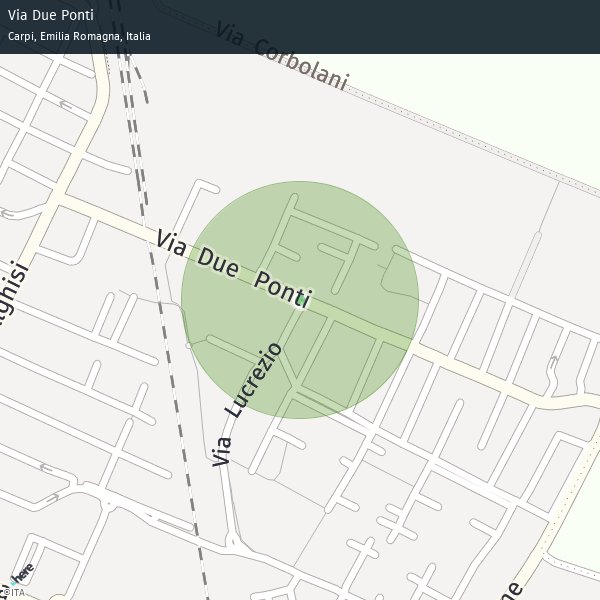 Via Due Ponti
Carpi, Emilia Romagna, Italia
Via Corbolani
Via Due Ponti
Via Lucrezio
here
©ITA